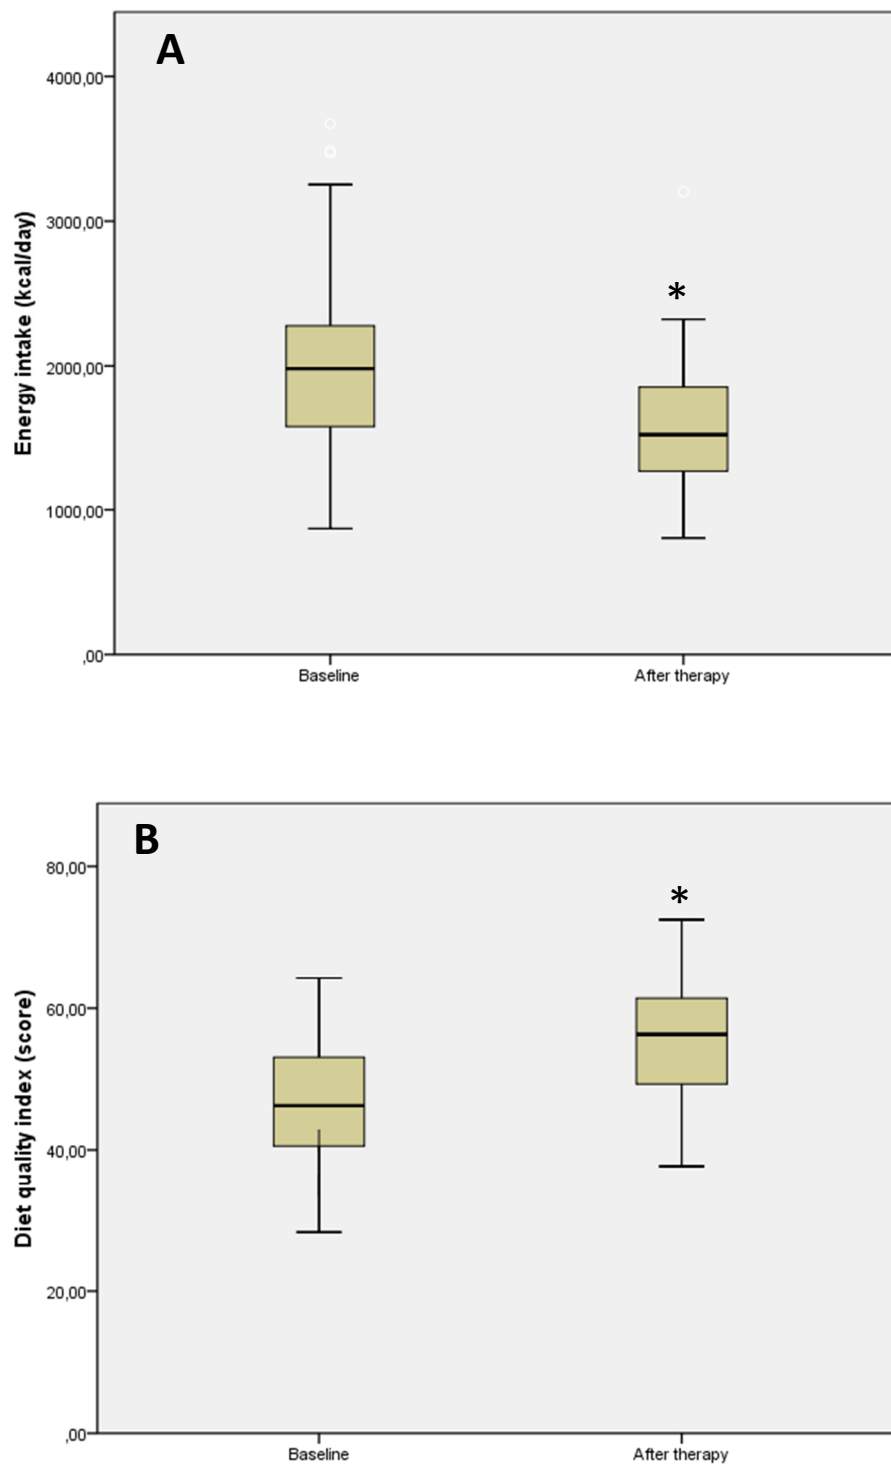 A
4000,00
3000,00
*
2000,00
1000,00
,00
Energy intake (kcal/day)
Baseline
After therapy
B
80,00
*
60,00
40,00
20,00
,00
Diet quality index (score)
Baseline
After therapy